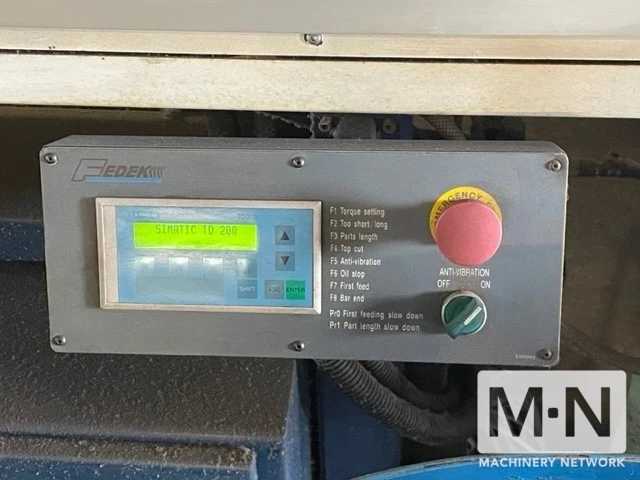 FEDEK
SIMATIC TD 200
SHIFT
ESC
ENTER
F1 Torque setting
F2 Too short/long
F3 Parts length
F4 Top cut
F5 Anti-vibration
F6 Oil stop
F7 First feed
F8 Bar end
Pr0 First feeding slow down
Pr1 Part length slow down
EMERGENCY
ANTI-VIBRATION
OFF ON
M·N
MACHINERY NETWORK